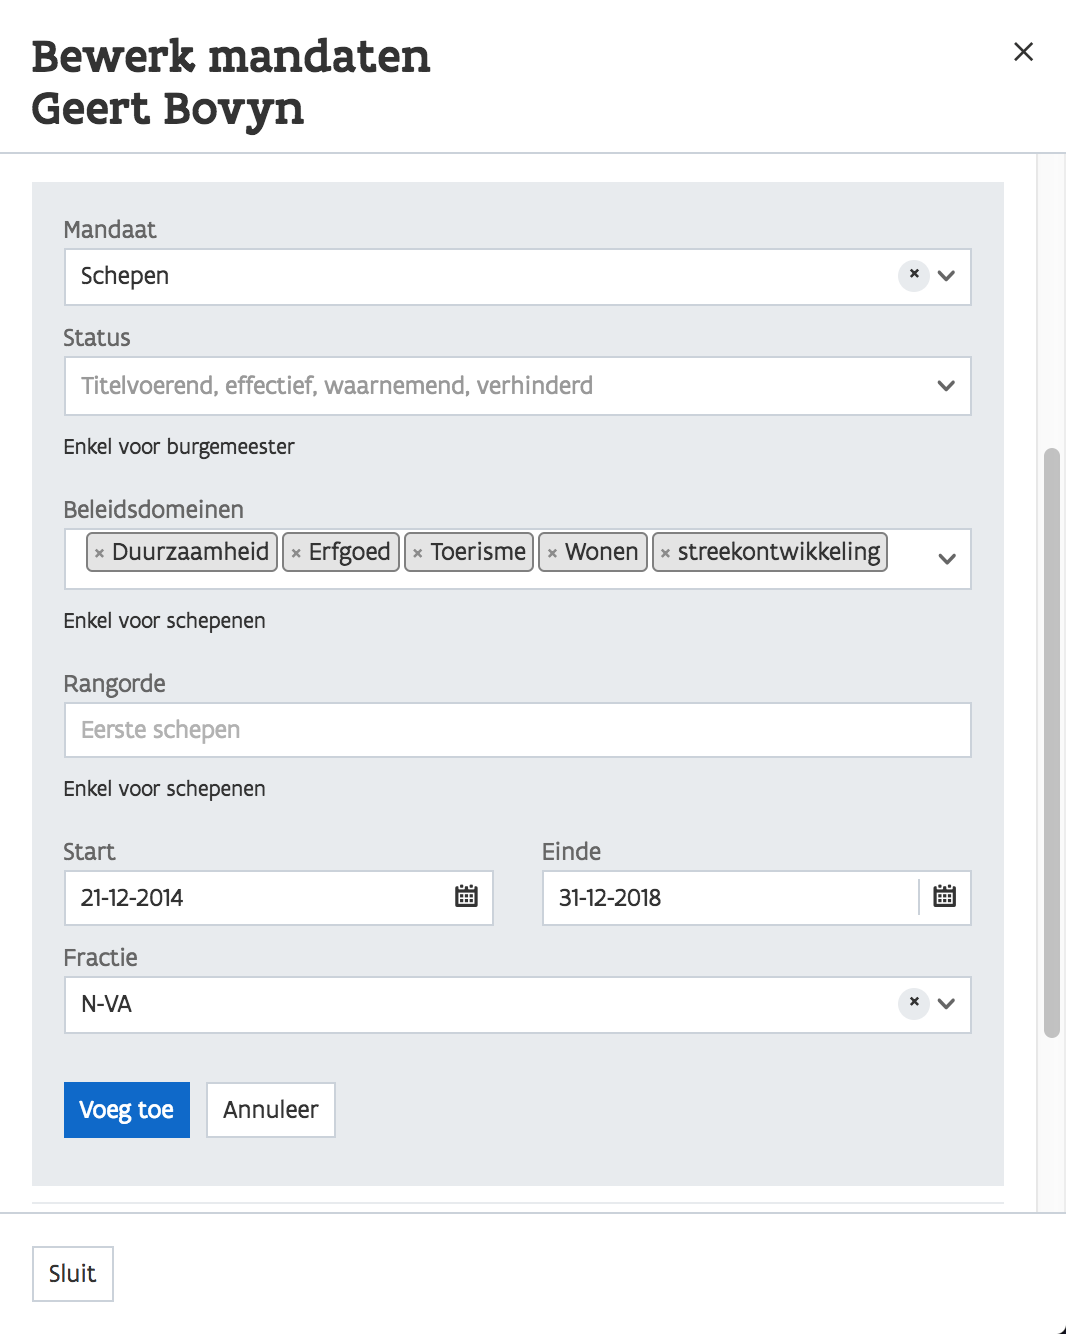 Bewerk mandaten
Geert Bovyn
Mandaat
Schepen
Status
Titelvoerend, effectief, waarnemend, verhinderd
Enkel voor burgemeester
Beleidsdomeinen
× Duurzaamheid × Erfgoed × Toerisme × Wonen × streekontwikkeling
Enkel voor schepenen
Rangorde
Eerste schepen
Enkel voor schepenen
Start Einde
21-12-2014 31-12-2018
Fractie
N-VA
Voeg toe Annuleer
Sluit